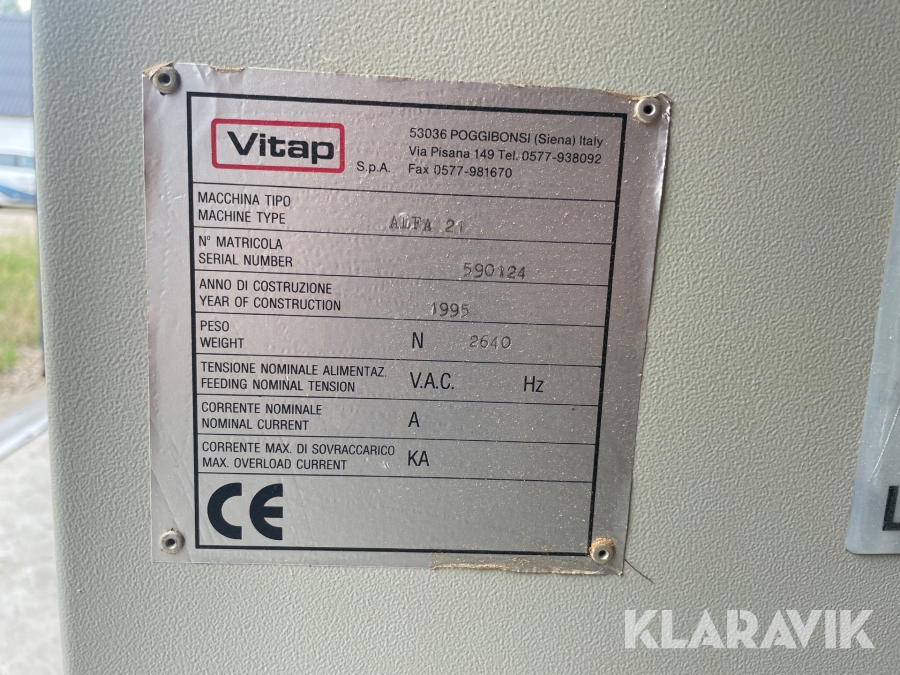 Vitap
S.p.A.
53036 POGGIBONSI (Siena) Italy
Via Pisana 149 Tel. 0577-938092
Fax 0577-981670
MACCHINA TIPO
MACHINE TYPE ALFA 21
N° MATRICOLA
SERIAL NUMBER 590124
ANNO DI COSTRUZIONE
YEAR OF CONSTRUCTION 1995
PESO
WEIGHT N 2640
TENSIONE NOMINALE ALIMENTAZ.
FEEDING NOMINAL TENSION V.A.C. Hz
CORRENTE NOMINALE
NOMINAL CURRENT A
CORRENTE MAX. DI SOVRACCARICO
MAX. OVERLOAD CURRENT KA
CE
KLARAVIK